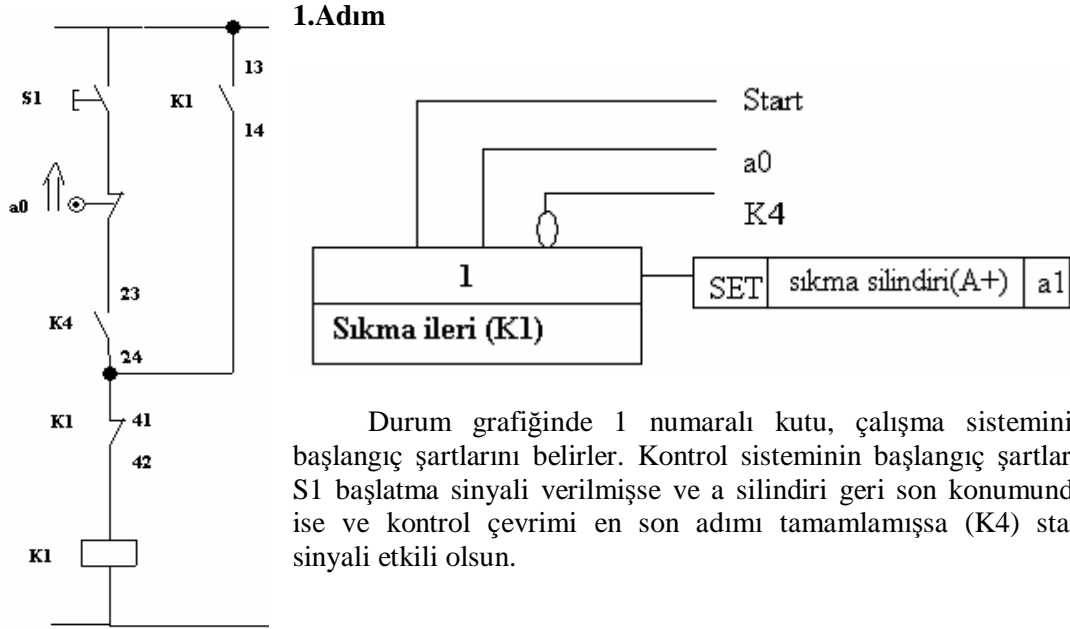 1.Adım
13
S1
K1
14
a0
23
K4
24
K1
41
42
K1
Start
a0
K4
1
Sıkma ileri (K1)
SET
sıkma silindiri(A+)
a1
Durum grafiğinde 1 numaralı kutu, çalışma sistemini
başlangıç şartlarını belirler. Kontrol sisteminin başlangıç şartlar
S1 başlatma sinyali verilmişse ve a silindiri geri son konumund
ise ve kontrol çevrimi en son adımı tamamlamışsa (K4) sta
sinyali etkili olsun.